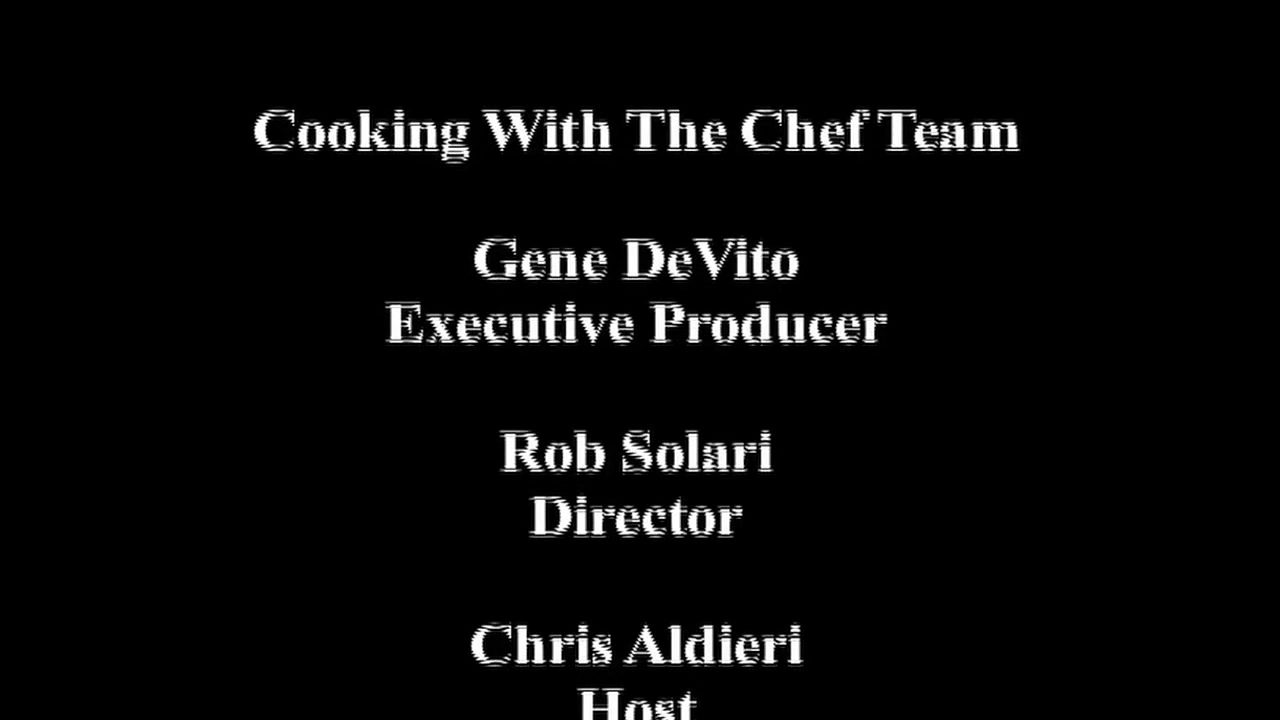 Cooking With The Chef Team
Gene DeVito
Executive Producer
Rob Solari
Director
Chris Aldieri
Host